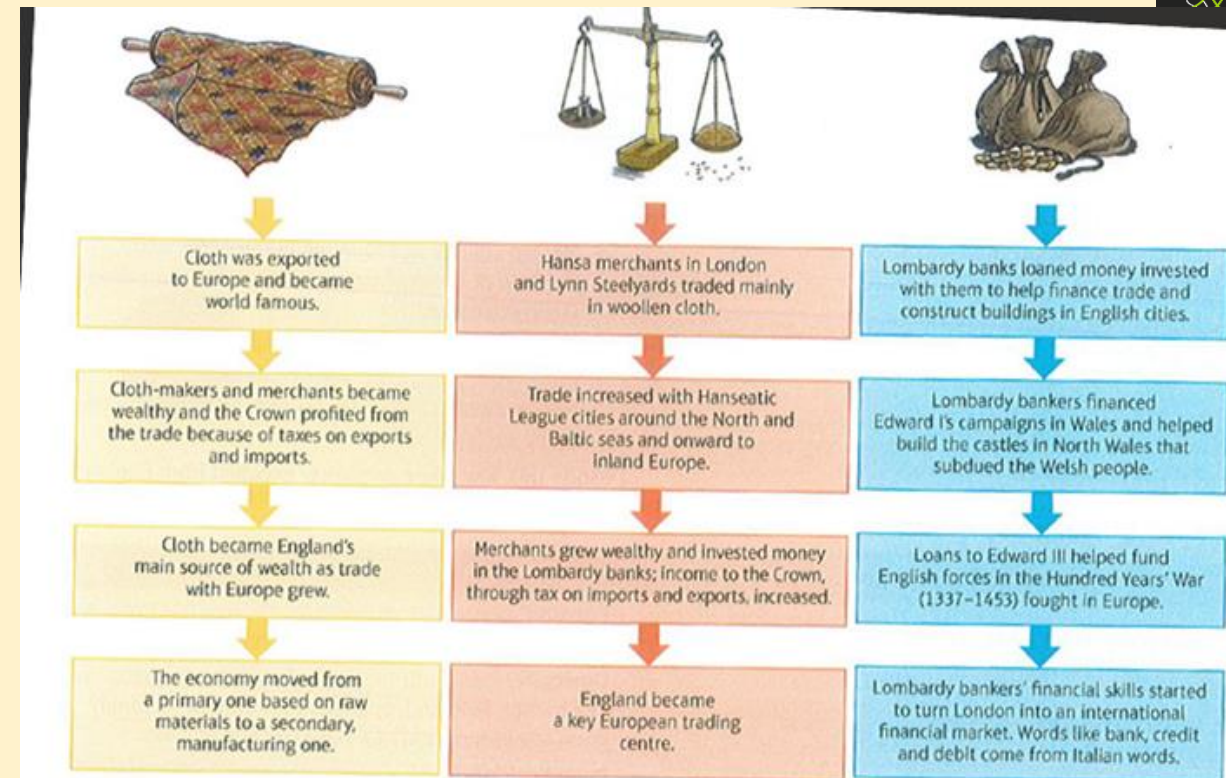 Cloth was exported
to Europe and became
world famous.
Cloth-makers and merchants became
wealthy and the Crown profited from
the trade because of taxes on exports
and imports.
Cloth became England's
main source of wealth as trade
with Europe grew.
The economy moved from
a primary one based on raw
materials to a secondary,
manufacturing one.
Hansa merchants in London
and Lynn Steelyards traded mainly
in woollen cloth.
Trade increased with Hanseatic
League cities around the North and
Baltic seas and onward to
inland Europe.
Merchants grew wealthy and invested money
in the Lombardy banks; income to the Crown,
through tax on imports and exports, increased.
England became
a key European trading
centre.
Lombardy banks loaned money invested
with them to help finance trade and
construct buildings in English cities.
Lombardy bankers financed
Edward I's campaigns in Wales and helped
build the castles in North Wales that
subdued the Welsh people.
Loans to Edward III helped fund
English forces in the Hundred Years' War
(1337–1453) fought in Europe.
Lombardy bankers' financial skills started
to turn London into an international
financial market. Words like bank, credit
and debit come from Italian words.